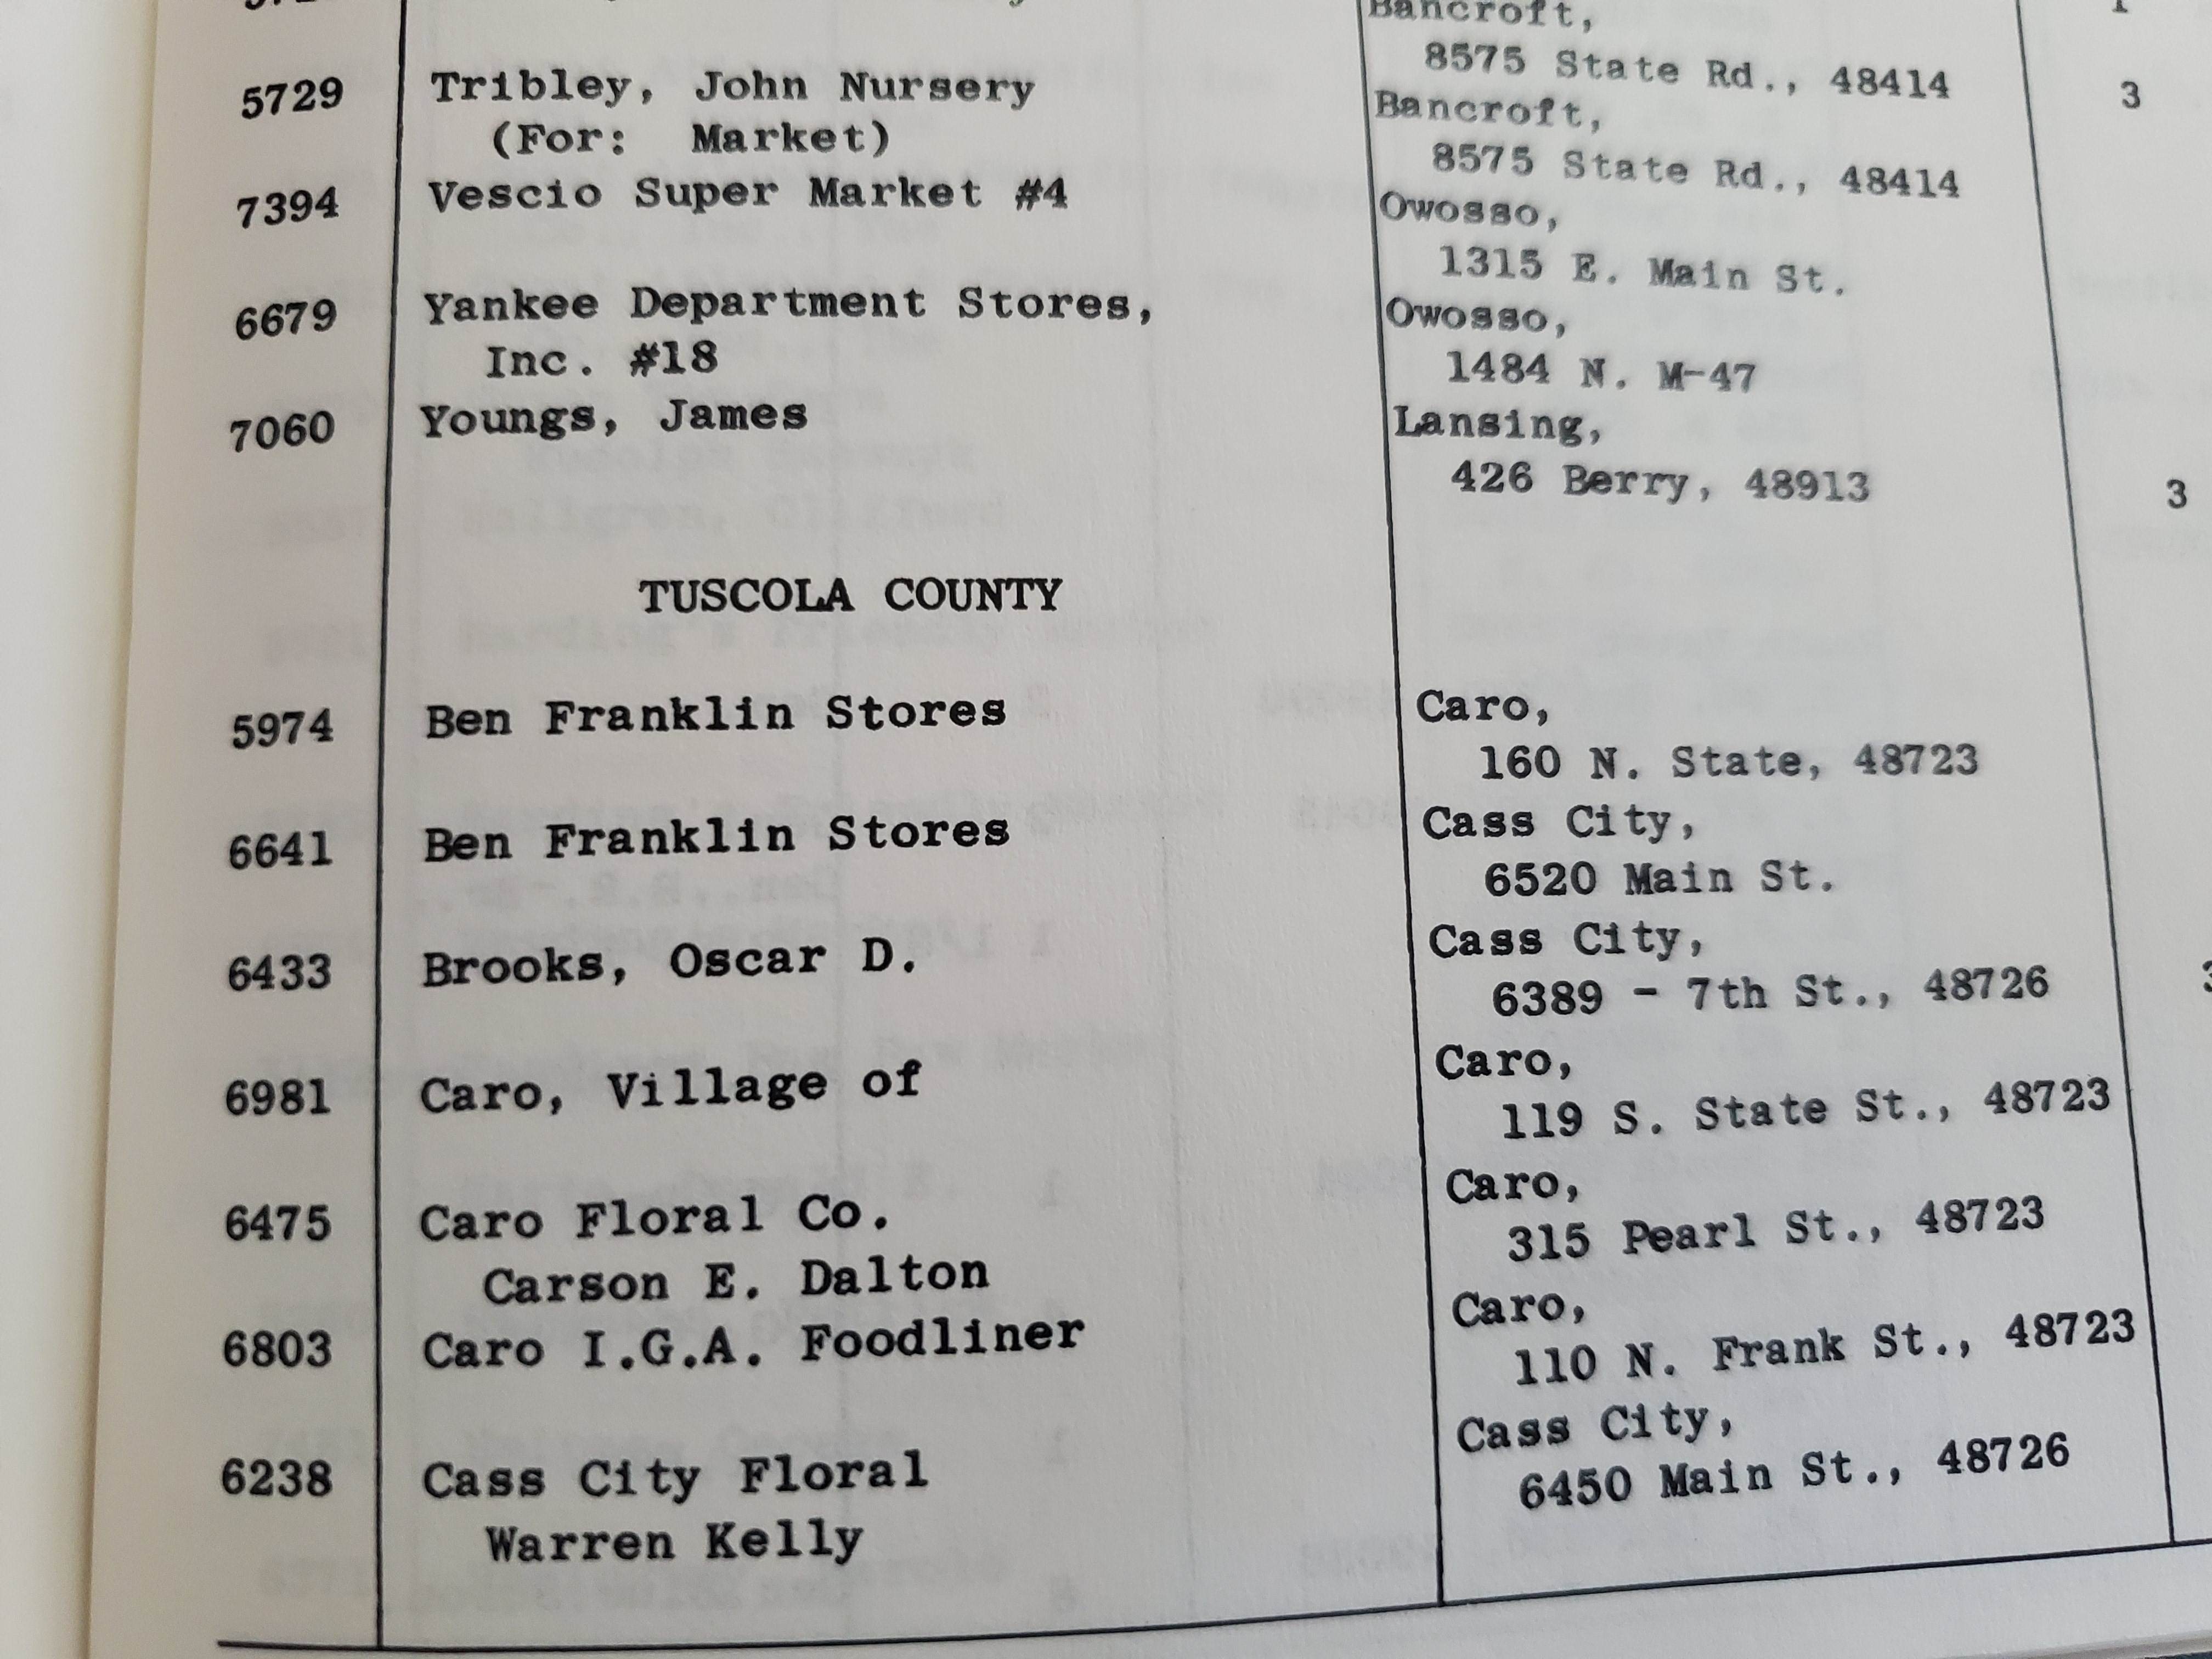 Bancroft,
8575 State Rd., 48414
5729 Tribley, John Nursery Bancroft, 3
(For: Market) 8575 State Rd., 48414
7394 Vescio Super Market #4 Owosso,
1315 E. Main St.
6679 Yankee Department Stores, Owosso,
Inc. #18 1484 N. M-47
7060 Youngs, James Lansing,
426 Berry, 48913 3
TUSCOLA COUNTY
5974 Ben Franklin Stores Caro,
160 N. State, 48723
6641 Ben Franklin Stores Cass City,
6520 Main St.
6433 Brooks, Oscar D. Cass City,
6389 - 7th St., 48726
6981 Caro, Village of Caro,
119 S. State St., 48723
6475 Caro Floral Co. Caro,
Carson E. Dalton 315 Pearl St., 48723
6803 Caro I.G.A. Foodliner Caro,
110 N. Frank St., 48723
6238 Cass City Floral Cass City,
Warren Kelly 6450 Main St., 48726